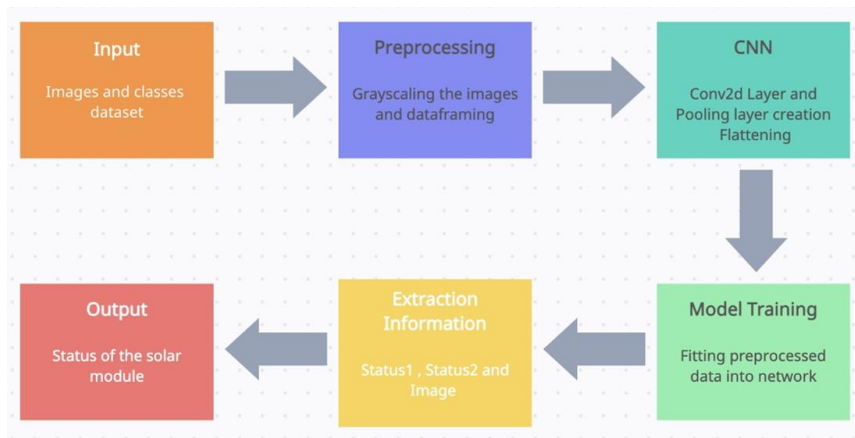 Input
Images and classes
dataset
Preprocessing
Grayscaling the images
and dataframing
CNN
Conv2d Layer and
Pooling layer creation
Flattening
Model Training
Fitting preprocessed
data into network
Extraction
Information
Status1 , Status2 and
Image
Output
Status of the solar
module